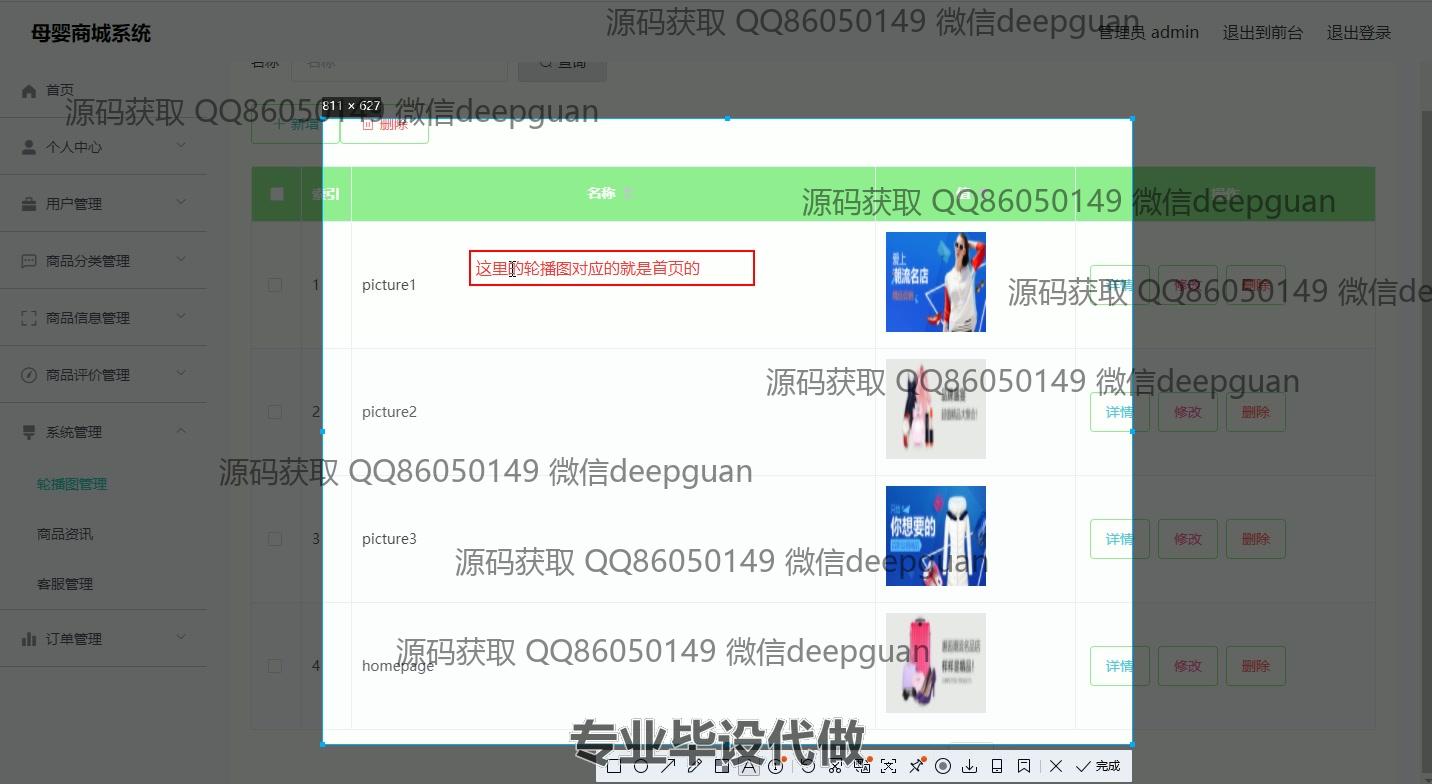 源码获取 QQ86050149 微信deepguan
母婴商城系统
管理员 admin
退出到前台
退出登录
名称
名称
查询
首页
源码获取 QQ86050149 微信deepguan
811 × 627
新增
删除
个人中心
索引
名称
值
操作
源码获取 QQ86050149 微信deepguan
用户管理
商品分类管理
1
picture1
这里的轮播图对应的就是首页的
爱上
潮流名店
详情
修改
删除
源码获取 QQ86050149 微信de
商品信息管理
商品评价管理
源码获取 QQ86050149 微信deepguan
2
picture2
详情
修改
删除
系统管理
源码获取 QQ86050149 微信deepguan
轮播图管理
商品资讯
3
picture3
你想要的
详情
修改
删除
源码获取 QQ86050149 微信deepguan
客服管理
订单管理
源码获取 QQ86050149 微信deepguan
4
homepage
详情
修改
删除
专业毕设代做
完成